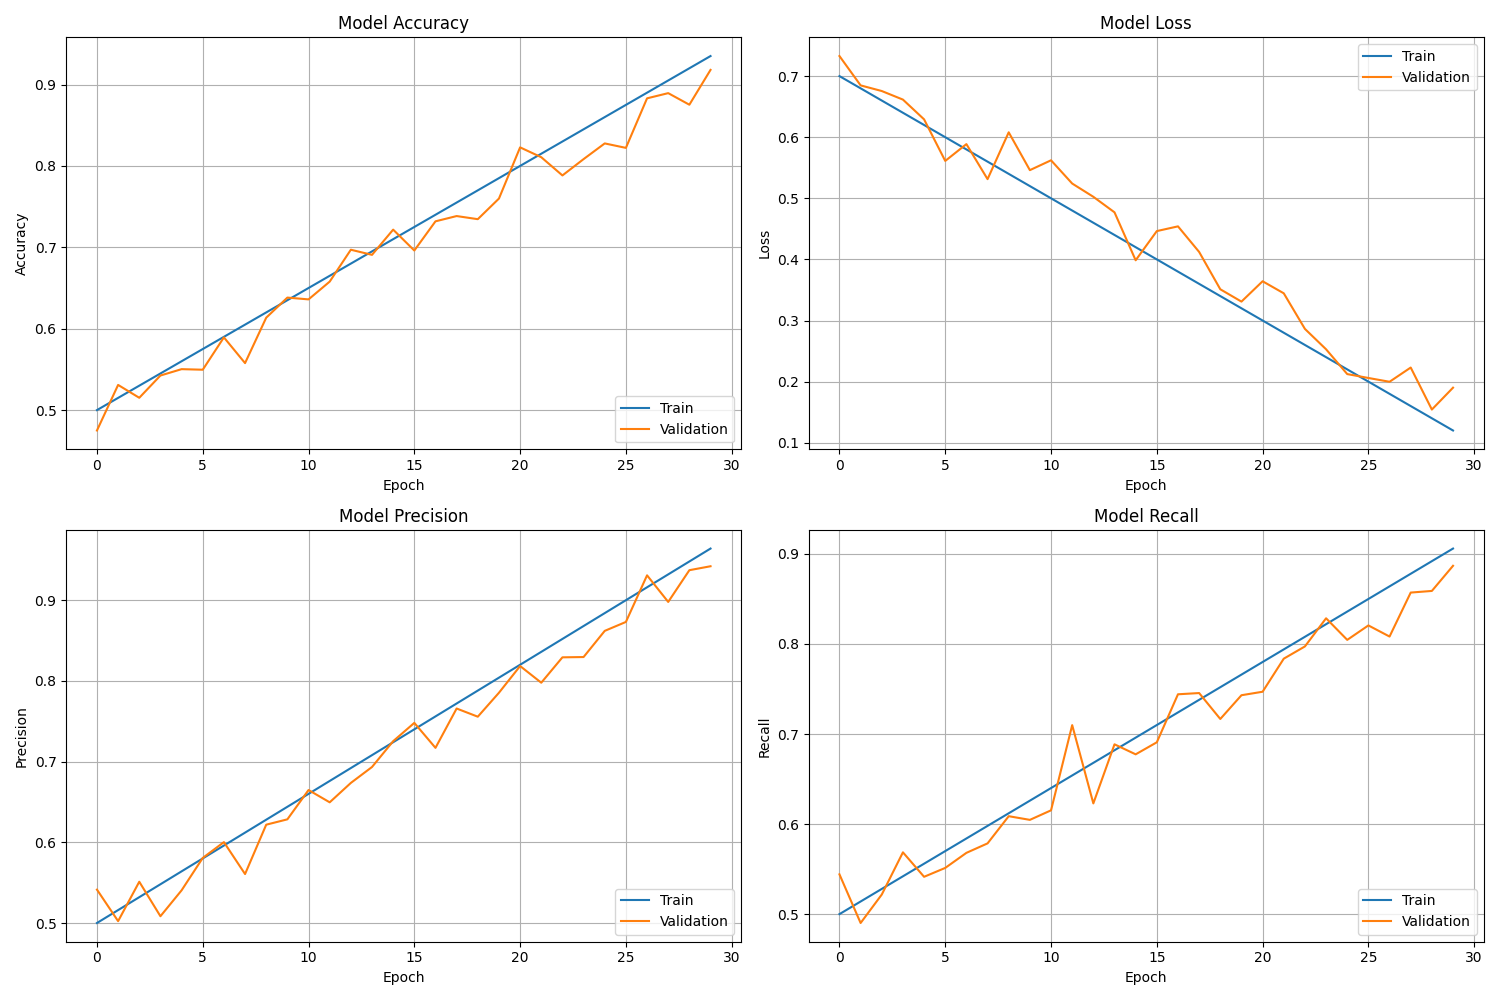 Model Accuracy
Accuracy
0.9
0.8
0.7
0.6
0.5
Train
Validation
0 5 10 15 20 25 30
Epoch
Model Loss
Loss
0.7
0.6
0.5
0.4
0.3
0.2
0.1
Train
Validation
0 5 10 15 20 25 30
Epoch
Model Precision
Precision
0.9
0.8
0.7
0.6
0.5
Train
Validation
0 5 10 15 20 25 30
Epoch
Model Recall
Recall
0.9
0.8
0.7
0.6
0.5
Train
Validation
0 5 10 15 20 25 30
Epoch